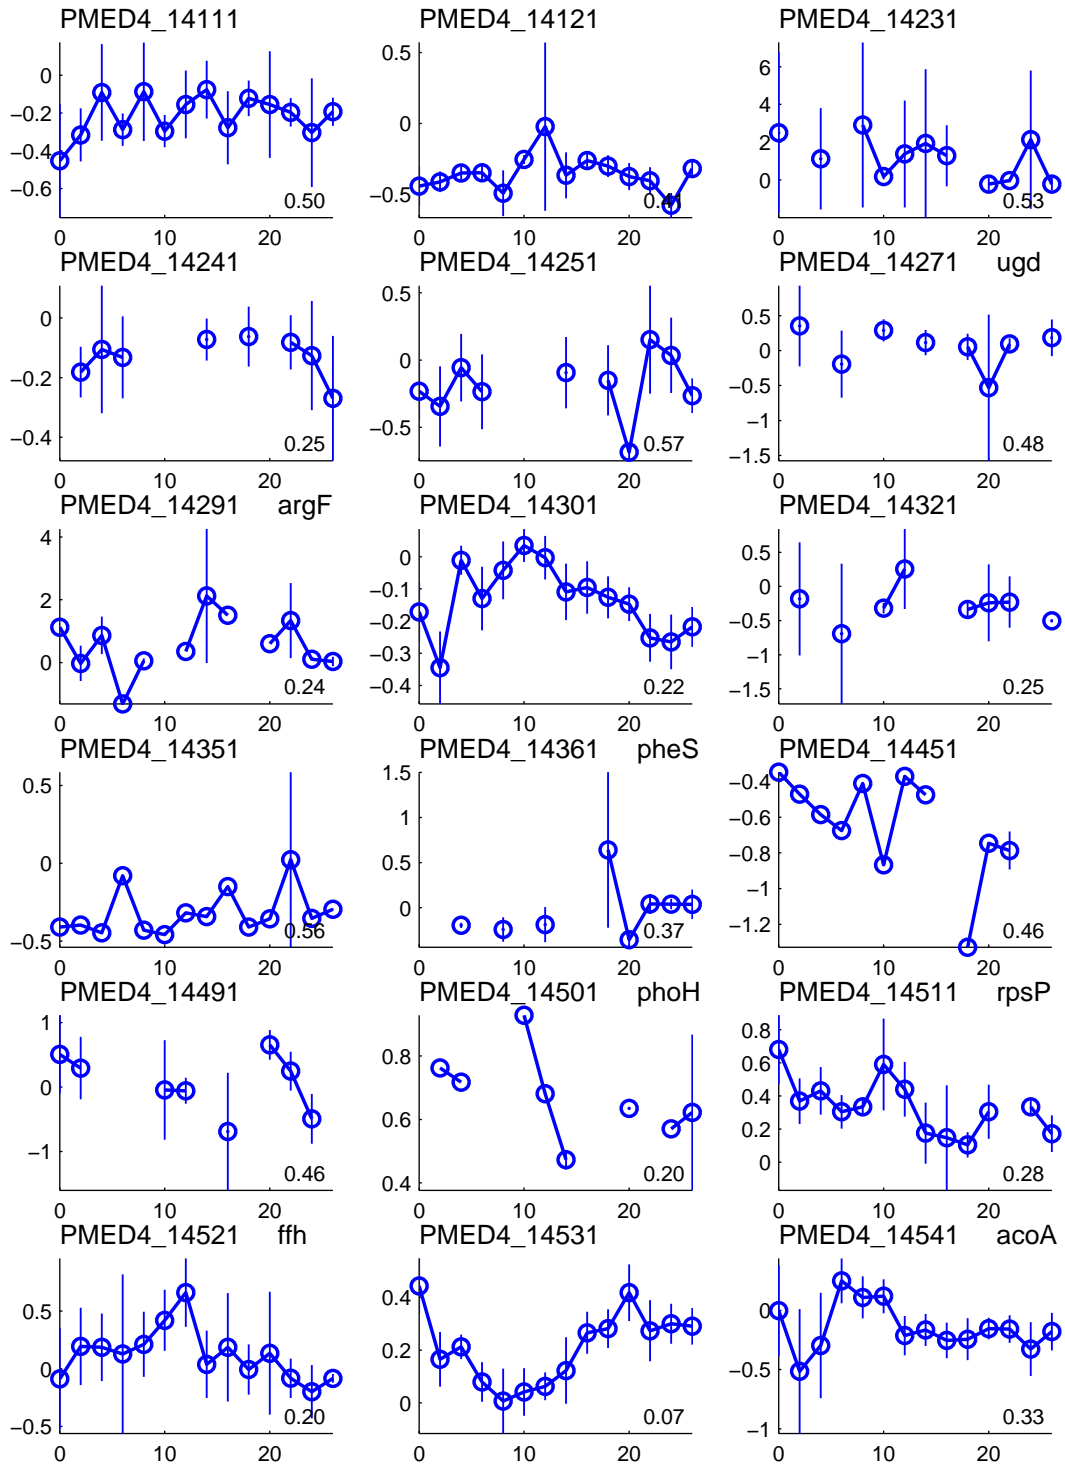 PMED4_14111 PMED4_14121 PMED4_14231
0 −0.2 −0.4 −0.6 0.50 0 20
0 −0.5 0.41 0 10 20
6 4 2 0 0.53 0 10 20
PMED4_14241 PMED4_14251 PMED4_14271 ugd
0 −0.2 −0.4 0.25 0 10 20
0.5 0 −0.5 0.57 0 20
0.5 0 −0.5 −1 −1.5 0.48 0 10 20
PMED4_14291 argF PMED4_14301 PMED4_14321
4 2 0 0.24 0 10 20
0 −0.1 −0.2 −0.3 −0.4 0.22 0 10 20
0.5 0 −0.5 −1 −1.5 0.25 0 10 20
PMED4_14351 PMED4_14361 pheS PMED4_14451
0.5 0 −0.5 0.56 0 10 20
1.5 1 0.5 0 0.37 0 10 20
−0.4 −0.6 −0.8 −1 −1.2 0.46 0 10 20
PMED4_14491 PMED4_14501 phoH PMED4_14511 rpsP
1 0 −1 0.46 0 10 20
0.8 0.6 0.4 0.20 0 10 20
0.8 0.6 0.4 0.2 0 0.28 0 10 20
PMED4_14521 ffh PMED4_14531 PMED4_14541 acoA
0.5 0 −0.5 0.20 0 10 20
0.4 0.2 0 0.07 0 10 20
0 −0.5 −1 0.33 0 10 20